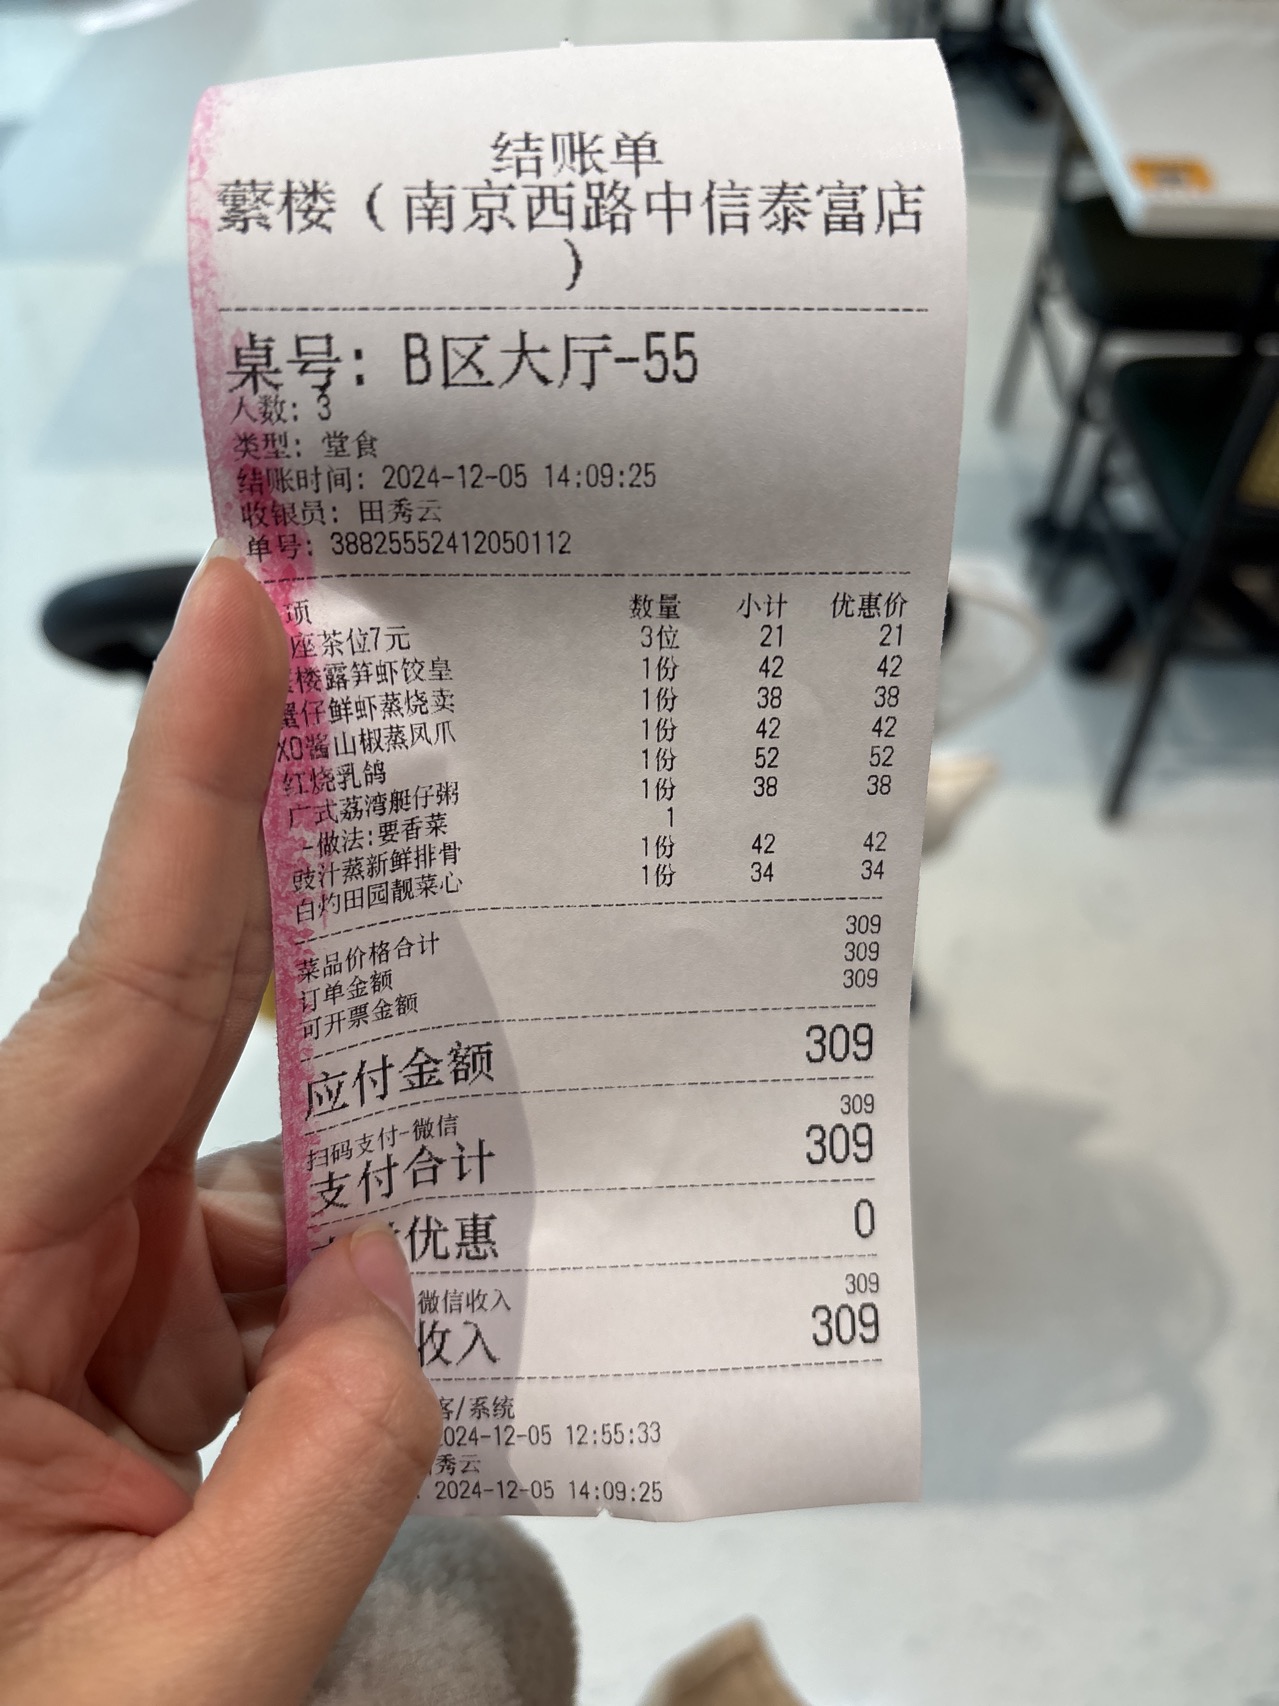 结账单
蘩楼（南京西路中信泰富店
）
桌号：B区大厅-55
人数：3
类型：堂食
结账时间：2024-12-05 14:09:25
收银员：田秀云
单号：38825552412050112
项 数量 小计 优惠价
座茶位7元 3位 21 21
楼露笋虾饺皇 1份 42 42
蟹仔鲜虾蒸烧卖 1份 38 38
XO酱山椒蒸凤爪 1份 42 42
红烧乳鸽 1份 52 52
广式荔湾艇仔粥 1份 38 38
-做法:要香菜 1
豉汁蒸新鲜排骨 1份 42 42
白灼田园靓菜心 1份 34 34
菜品价格合计 309
订单金额 309
可开票金额 309
应付金额 309
扫码支付-微信 309
支付合计 309
优惠 0
微信收入 309
收入 309
客/系统
2024-12-05 12:55:33
秀云
2024-12-05 14:09:25